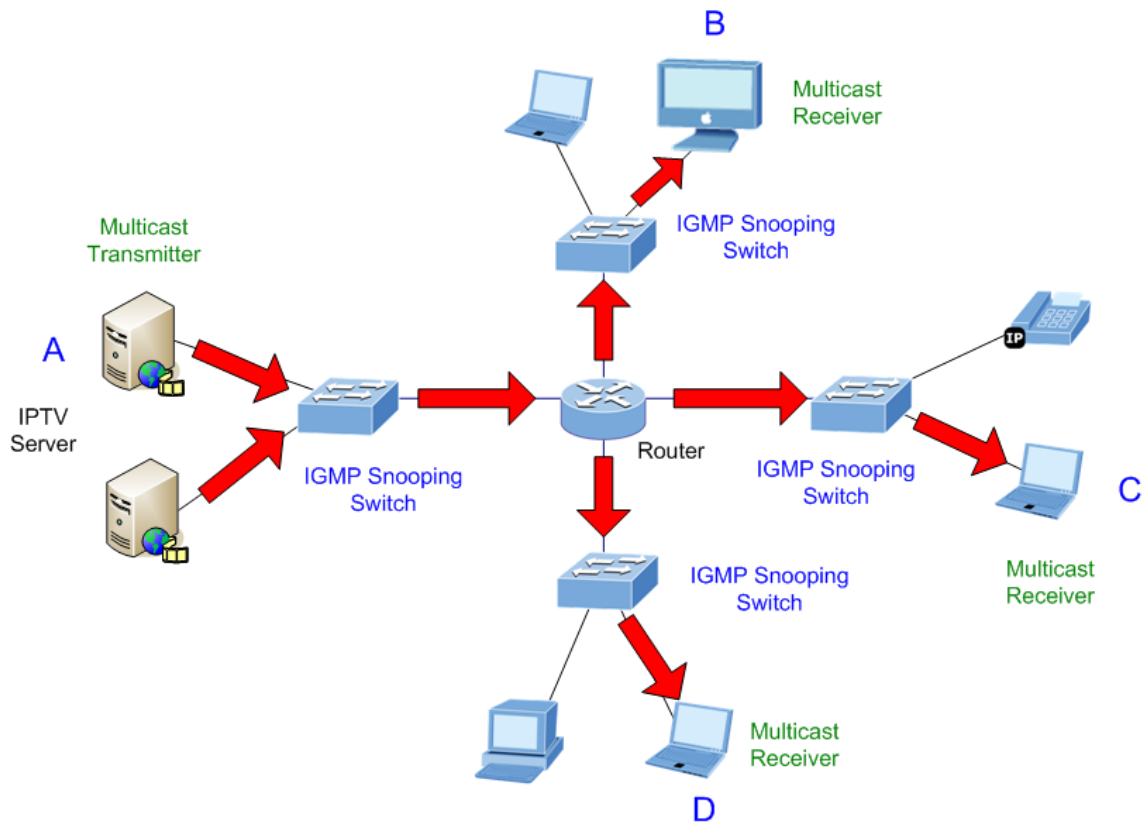 B
Multicast
Receiver
Multicast
Transmitter
IGMP Snooping
Switch
A
IP
IPTV
Server
Router
IGMP Snooping
Switch
IGMP Snooping
Switch
C
IGMP Snooping
Switch
Multicast
Receiver
Multicast
Receiver
D